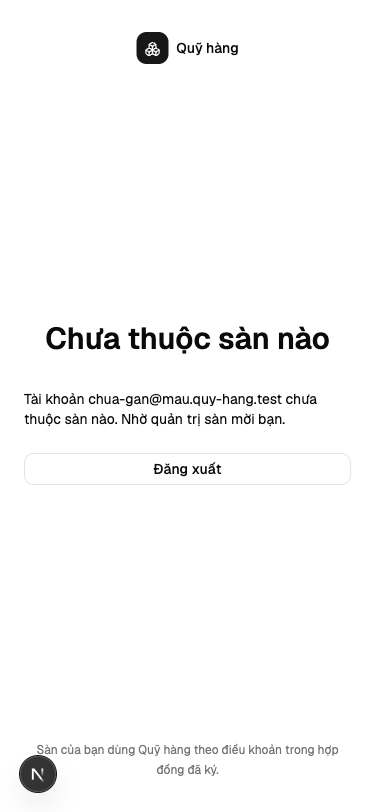 Quỹ hàng
Chưa thuộc sàn nào
Tài khoản chua-gan@mau.quy-hang.test chưa
thuộc sàn nào. Nhờ quản trị sàn mời bạn.
Đăng xuất
Sàn của bạn dùng Quỹ hàng theo điều khoản trong hợp
đồng đã ký.
N